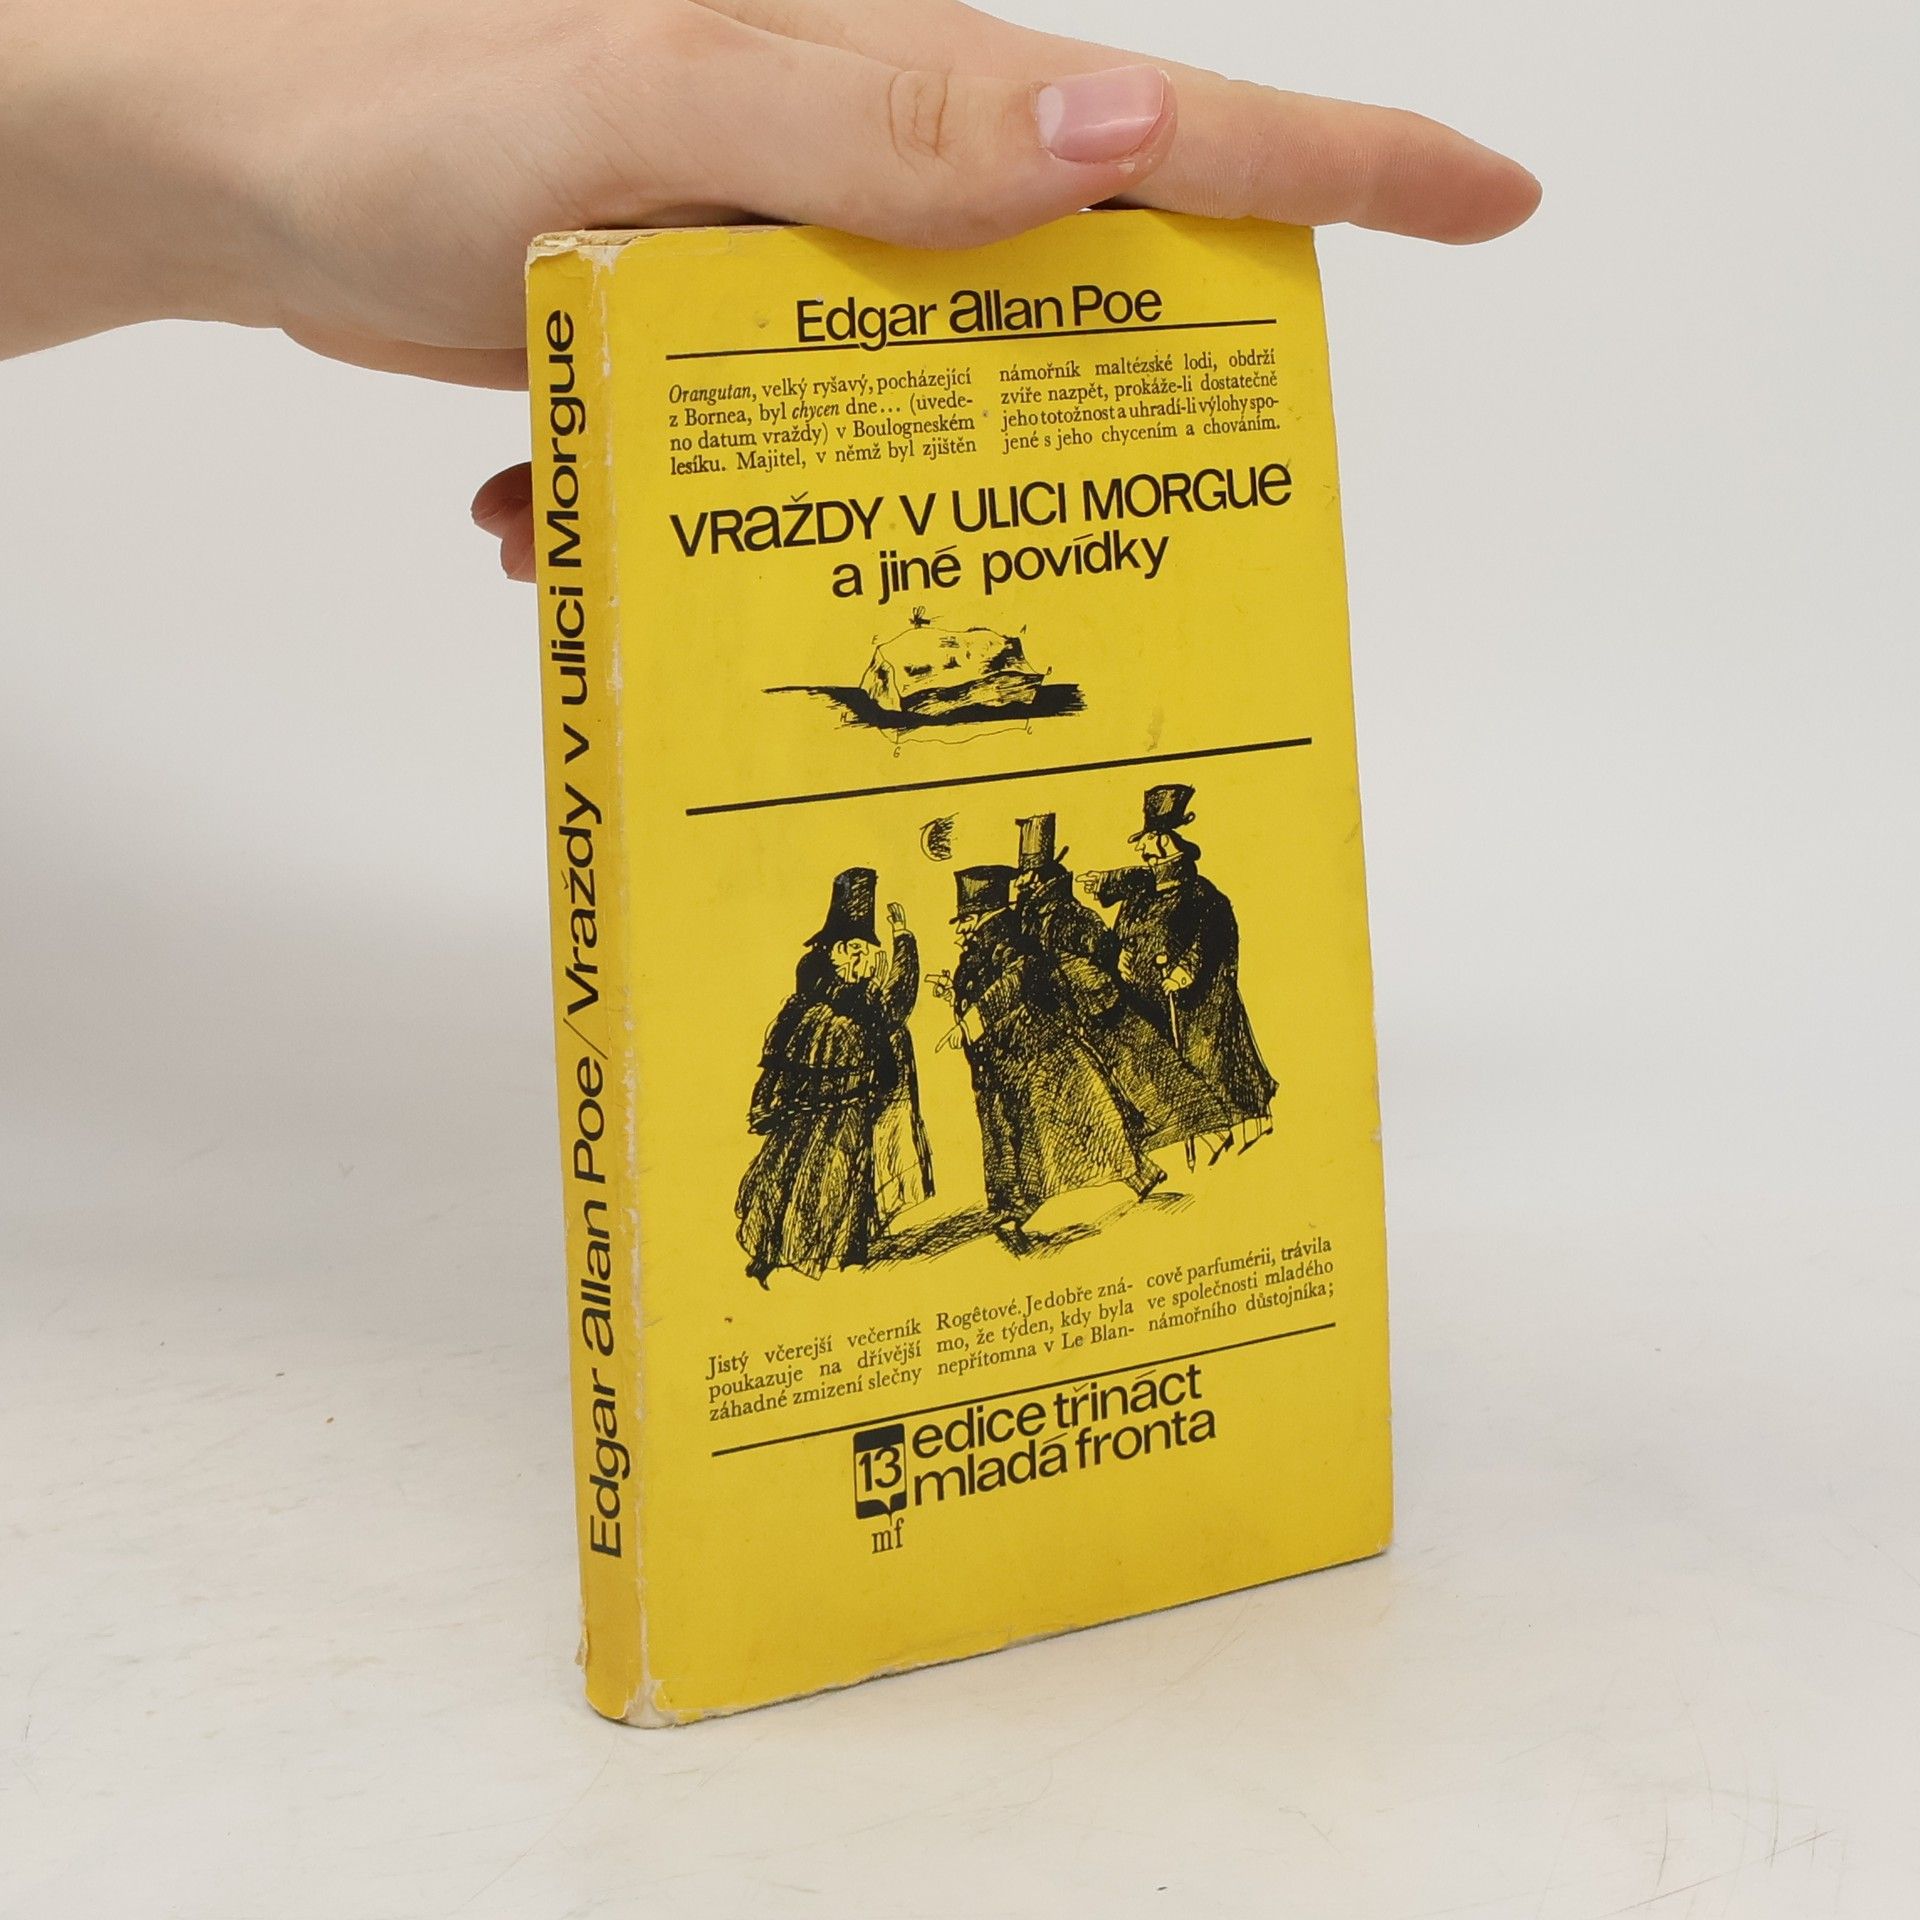 Edgar allan Poe/Vraždy v ulici Morgue
Edgar allan Poe
Orangutan, velký ryšavý, pocházející
z Bornea, byl chycen dne... (uvede-
no datum vraždy) v Boulogneském
lesíku. Majitel, v němž byl zjištěn
námořník maltézské lodi, obdrží
zvíře nazpět, prokáže-li dostatečně
jeho totožnost a uhradí-li výlohy spo-
jené s jeho chycením a chováním.
VRažDY V ULICI MORGUe
a jiné povídky
E
A
B
F
H
G
C
Jistý včerejší večerník
poukazuje na dřívější
záhadné zmizení slečny
Rogêtové. Je dobře zná-
mo, že týden, kdy byla
nepřítomna v Le Blan-
cově parfumérii, trávila
ve společnosti mladého
námořního důstojníka;
13
edice třináct
mladá fronta
mf